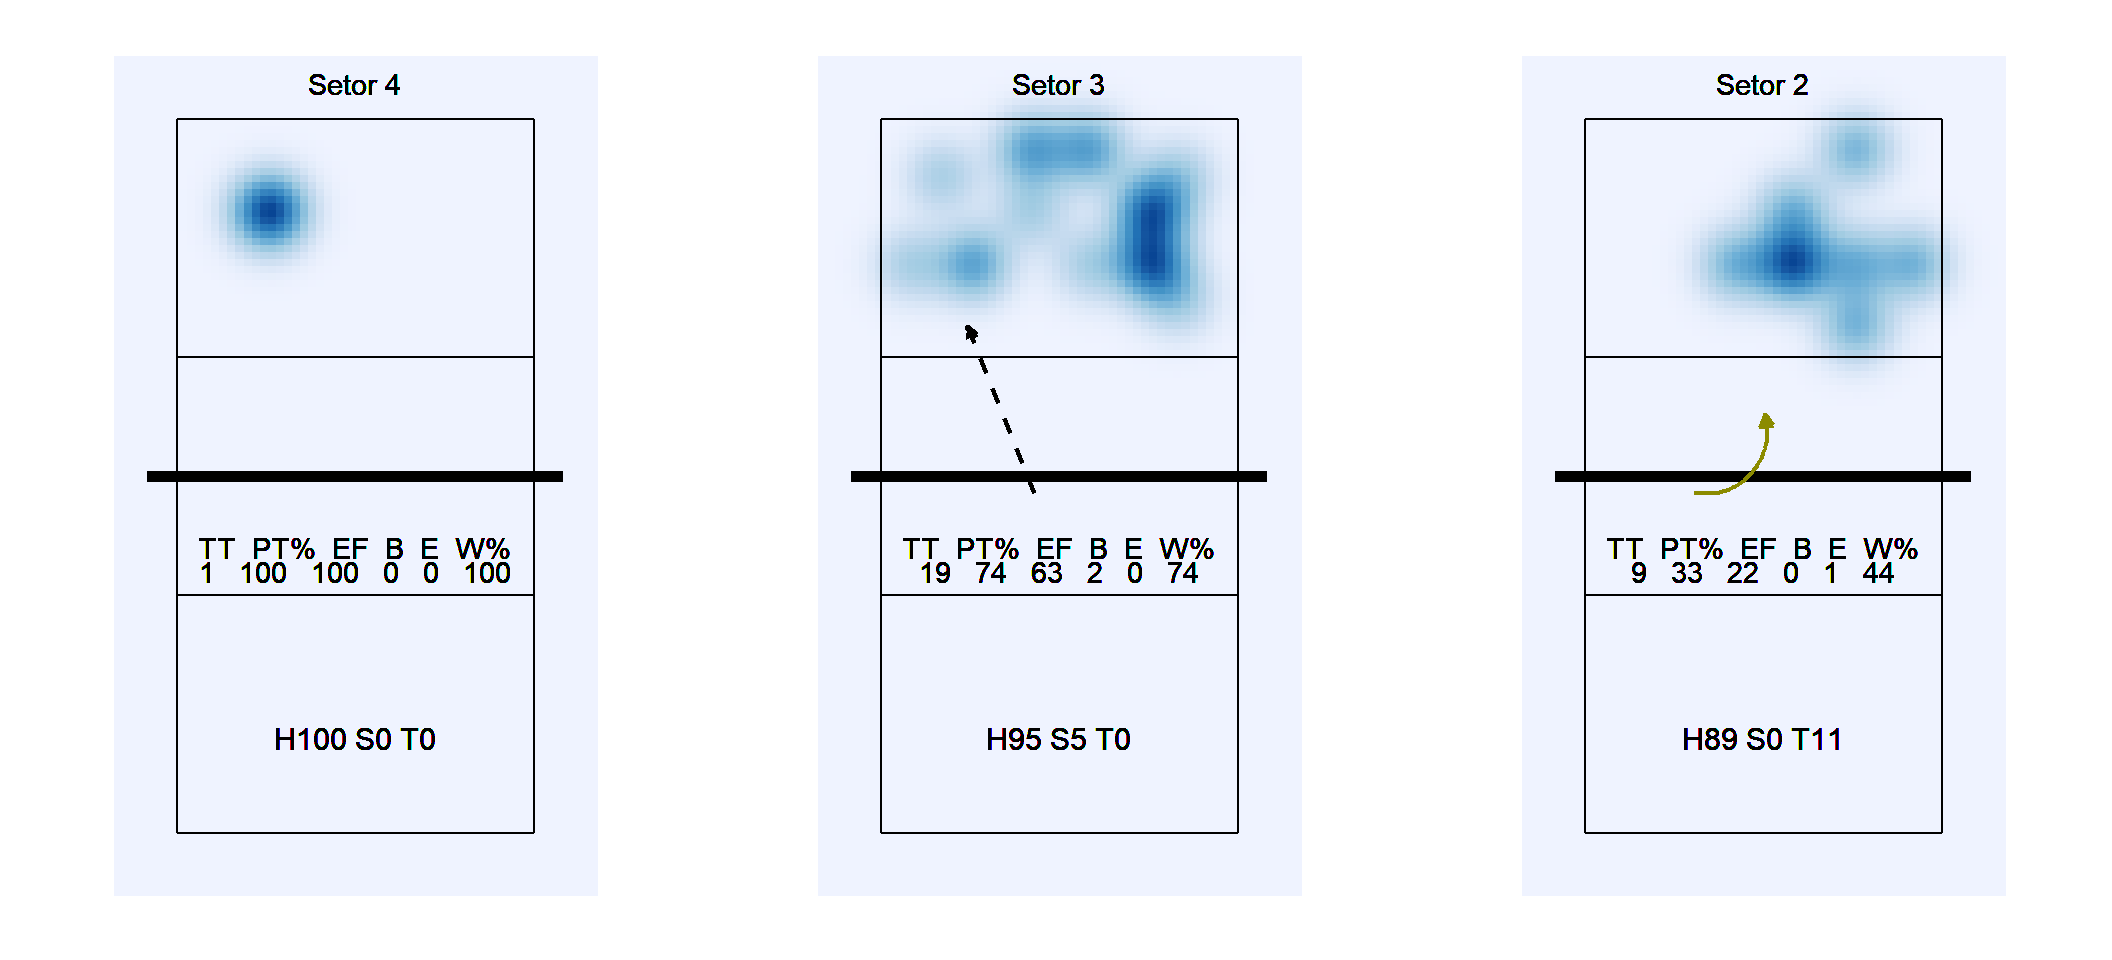 Setor 4
TT PT% EF B E W%
1 100 100 0 0 100
H100 S0 T0
Setor 3
TT PT% EF B E W%
19 74 63 2 0 74
H95 S5 T0
Setor 2
TT PT% EF B E W%
9 33 22 0 1 44
H89 S0 T11